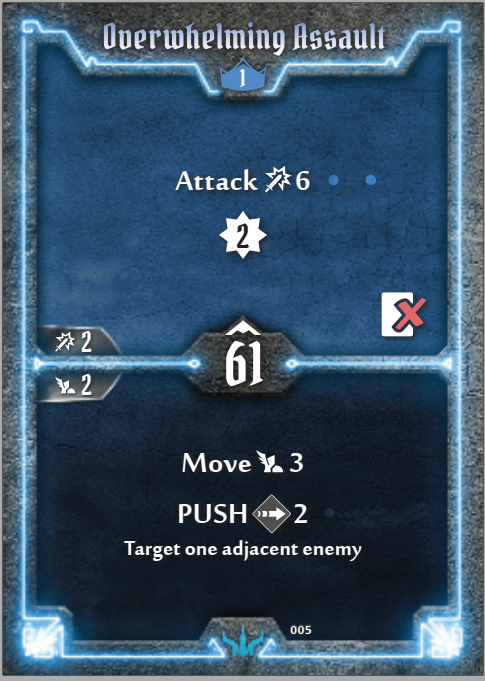 Overwhelming Assault
1
Attack 6
2
2
61
2
Move 3
PUSH 2
Target one adjacent enemy
005